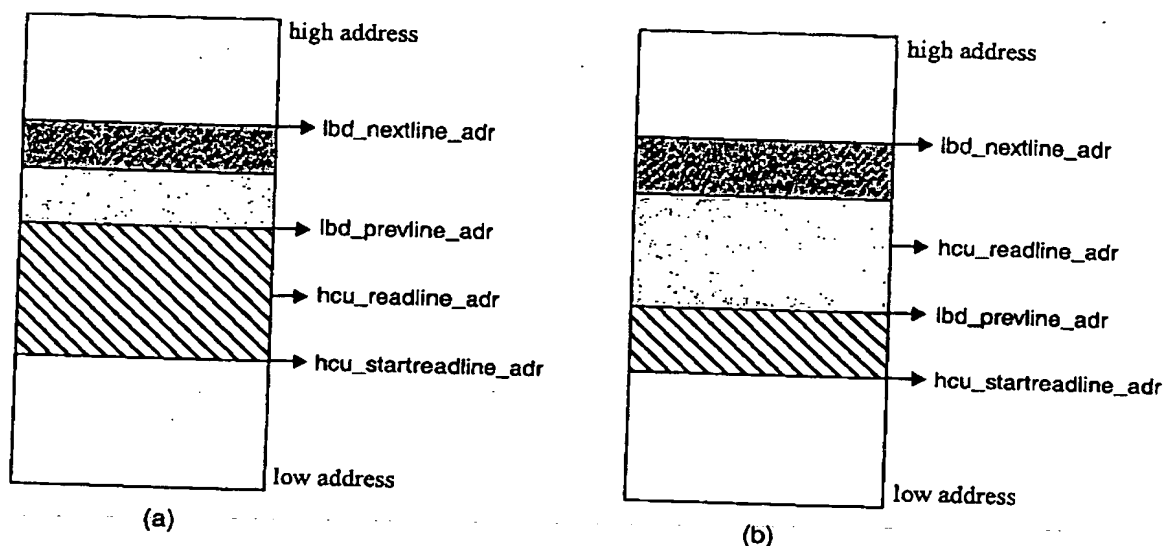 high address
lbd_nextline_adr
lbd_prevline_adr
hcu_readline_adr
hcu_startreadline_adr
low address
(a)
high address
lbd_nextline_adr
hcu_readline_adr
lbd_prevline_adr
hcu_startreadline_adr
low address
(b)